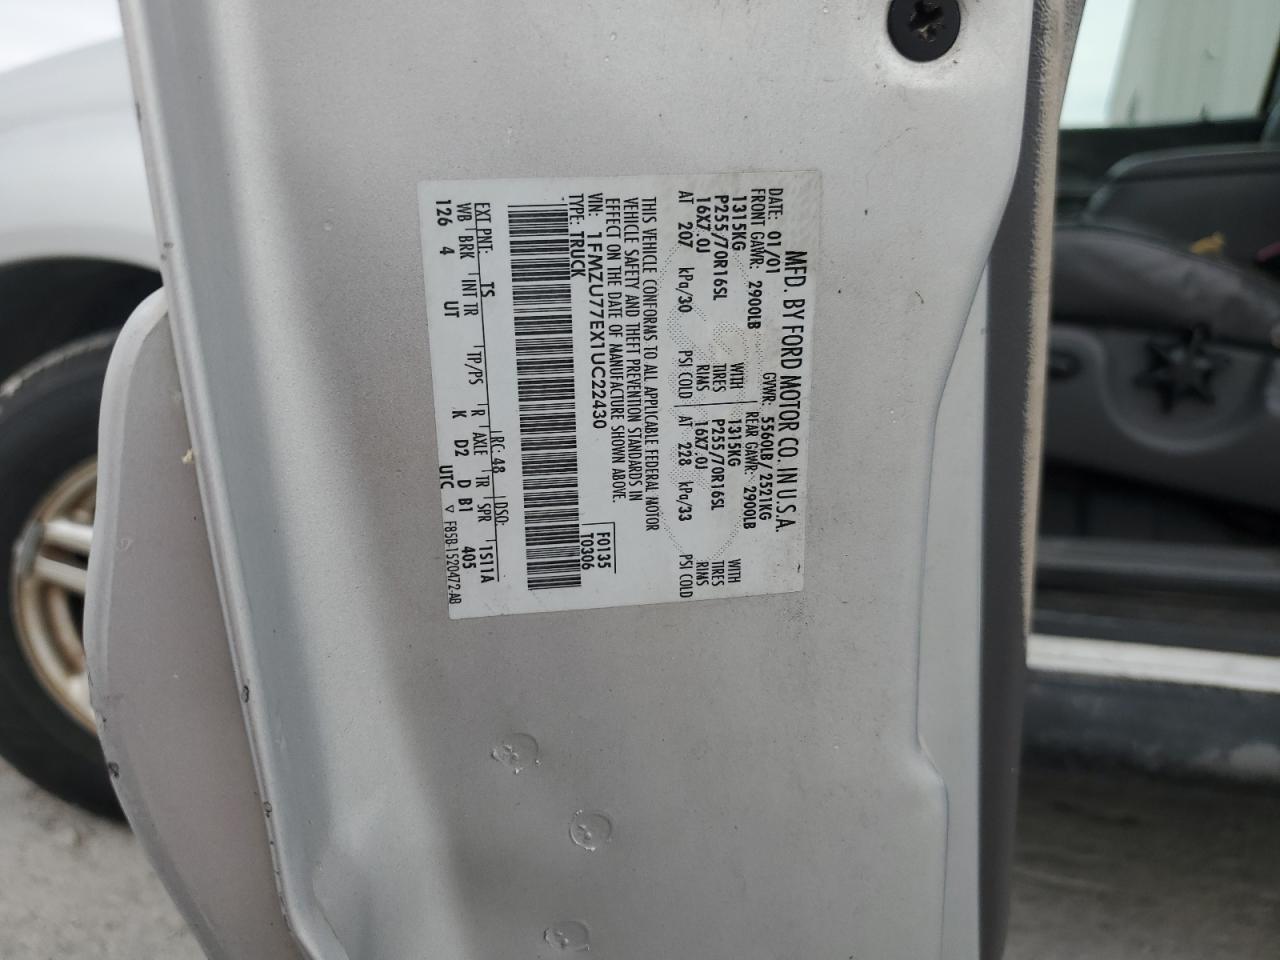 MFD. BY FORD MOTOR CO. IN U.S.A.
DATE: 01/01 GVWR: 5560LB/2521KG
FRONT GAWR: 2900LB REAR GAWR: 2900LB
1315KG WITH 1315KG WITH
P255/70R16SL TIRES P255/70R16SL TIRES
16X7.0J RIMS 16X7.0J RIMS
AT 207 kPa/30 PSI COLD AT 228 kPa/33 PSI COLD
THIS VEHICLE CONFORMS TO ALL APPLICABLE FEDERAL MOTOR
VEHICLE SAFETY AND THEFT PREVENTION STANDARDS IN
EFFECT ON THE DATE OF MANUFACTURE SHOWN ABOVE.
VIN: 1FMZU77EX1UC22430 F0135
TYPE: TRUCK T0306
EXT PNT: TS RC: 48 DSO:
WB BRK INT TR TP/PS R AXLE TR SPR 1S11A
126 4 UT K D2 D B1 405
UTC ▽ F85B-1520472-AB